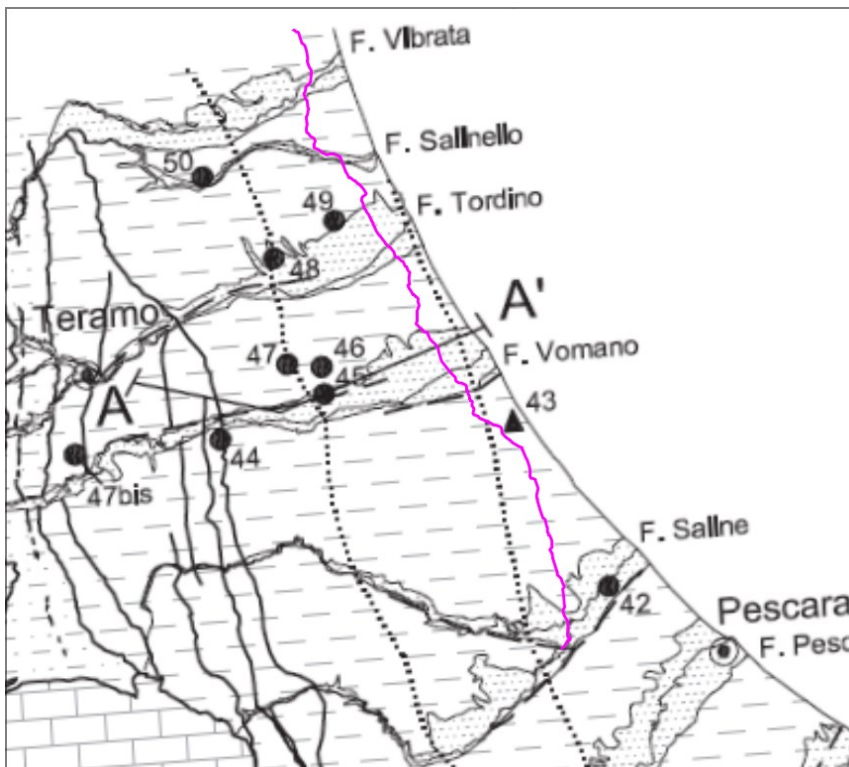 F. Vibrata
F. Salinello
50
49
F. Tordino
48
A'
Teramo
47
46
F. Vomano
45
A
43
44
47bis
F. Saline
42
Pescara
F. Pesc